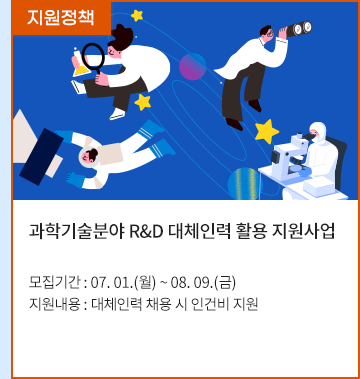 지원정책
과학기술분야 R&D 대체인력 활용 지원사업
모집기간 : 07. 01.(월) ~ 08. 09.(금)
지원내용 : 대체인력 채용 시 인건비 지원